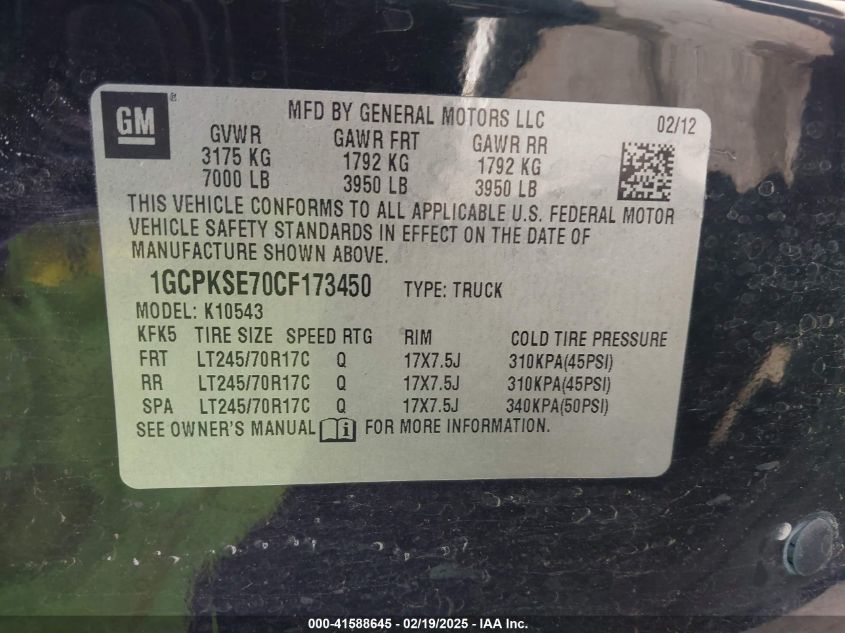 GM®
MFD BY GENERAL MOTORS LLC 02/12
GVWR GAWR FRT GAWR RR
3175 KG 1792 KG 1792 KG
7000 LB 3950 LB 3950 LB
THIS VEHICLE CONFORMS TO ALL APPLICABLE U.S. FEDERAL MOTOR
VEHICLE SAFETY STANDARDS IN EFFECT ON THE DATE OF
MANUFACTURE SHOWN ABOVE.
1GCPKSE70CF173450 TYPE: TRUCK
MODEL: K10543
KFK5 TIRE SIZE SPEED RTG RIM COLD TIRE PRESSURE
FRT LT245/70R17C Q 17X7.5J 310KPA(45PSI)
RR LT245/70R17C Q 17X7.5J 310KPA(45PSI)
SPA LT245/70R17C Q 17X7.5J 340KPA(50PSI)
SEE OWNER'S MANUAL i FOR MORE INFORMATION.
000-41588645 - 02/19/2025 - IAA Inc.